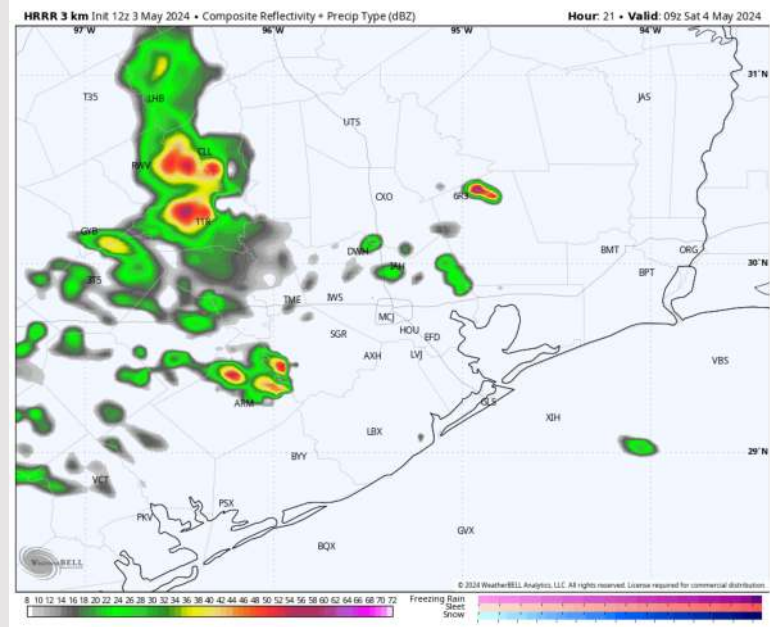 HRRR 3 km Init 12z 3 May 2024 • Composite Reflectivity + Precip Type (dBZ) Hour: 21 • Valid: 09z Sat 4 May 2024
97°W 96°W 95°W 94°W
31°N
T35 LHB JAS
UTS
CLL
RWV
CXO 6R3
11R
GYB
DWH BMT ORG
30°N
IAH BPT
3T5
TME IWS
MCJ
SGR HOU EFD
AXH LVJ VBS
ARM GLS
XIH
LBX
29°N
BYY
VCT
PSX
PKV
GVX
BQX
WeatherBELL
© 2024 WeatherBELL Analytics, LLC. All rights reserved. License required for commercial distribution.
8 10 12 14 16 18 20 22 24 26 28 30 32 34 36 38 40 42 44 46 48 50 52 54 56 58 60 62 64 66 68 70 72
Freezing Rain
Sleet
Snow